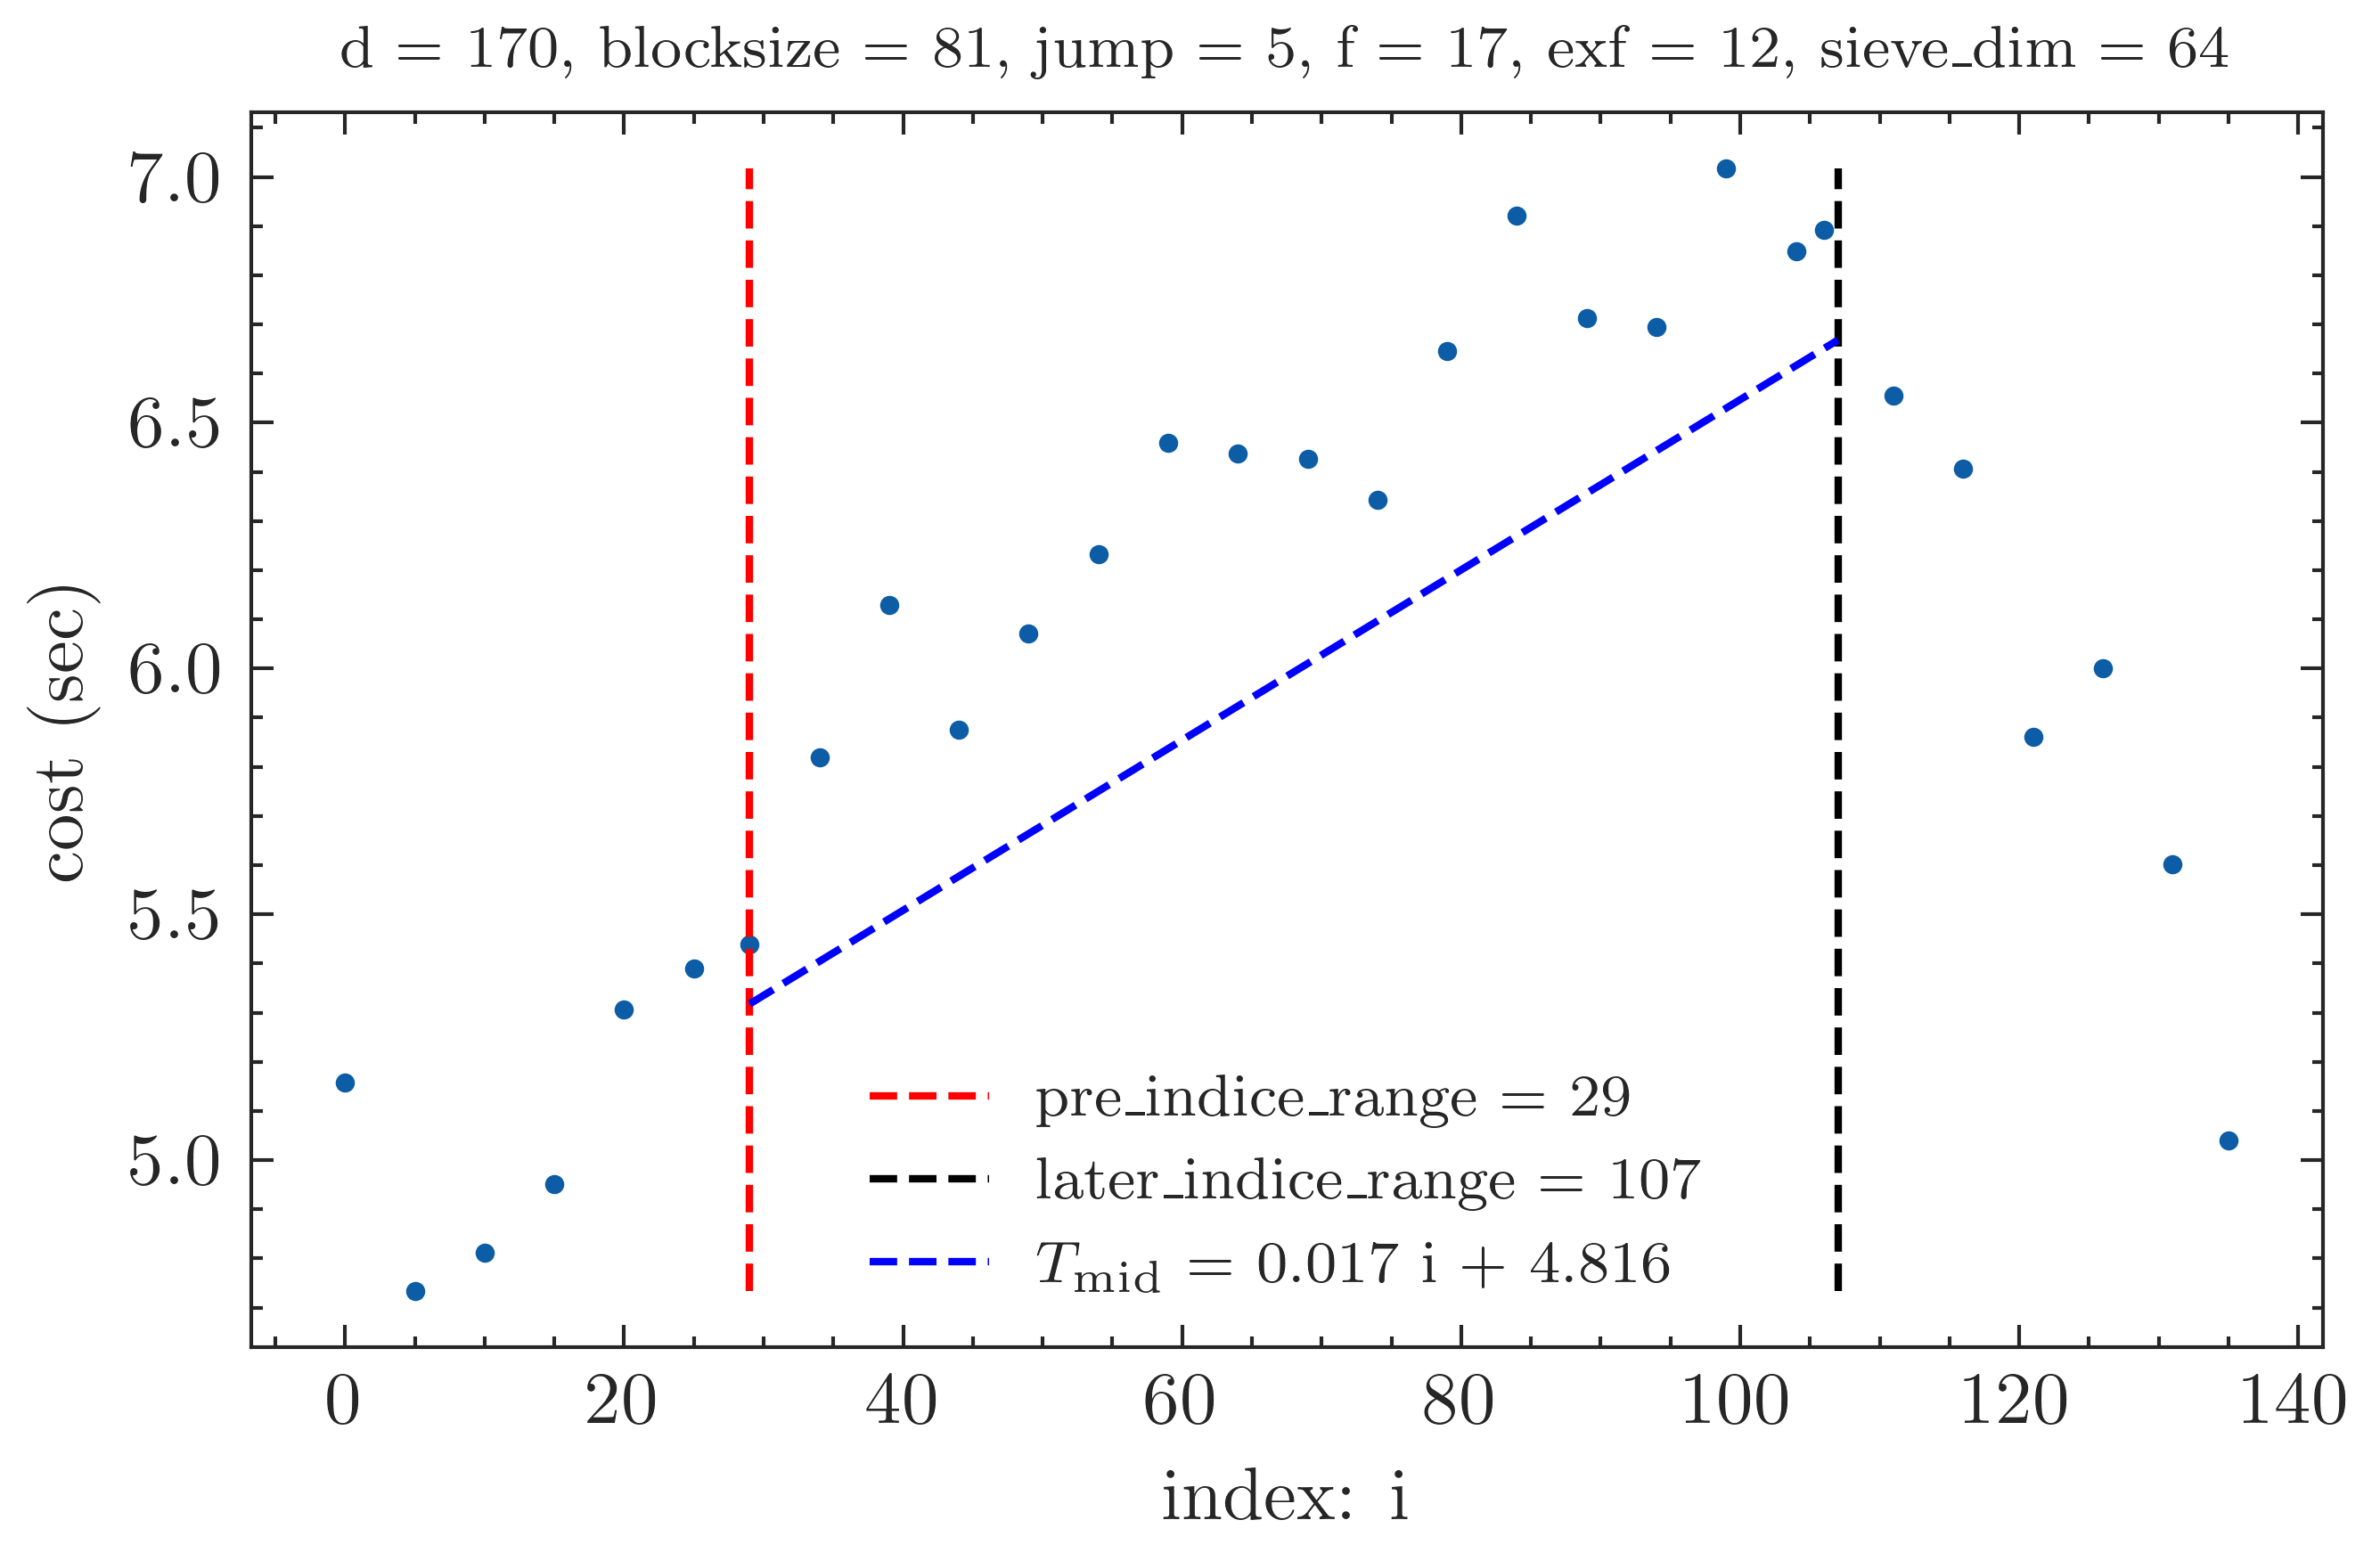 d = 170, blocksize = 81, jump = 5, f = 17, exf = 12, sieve_dim = 64
7.0
6.5
6.0
5.5
5.0
cost (sec)
pre_indice_range = 29
later_indice_range = 107
T_mid = 0.017 i + 4.816
0 20 40 60 80 100 120 140
index: i